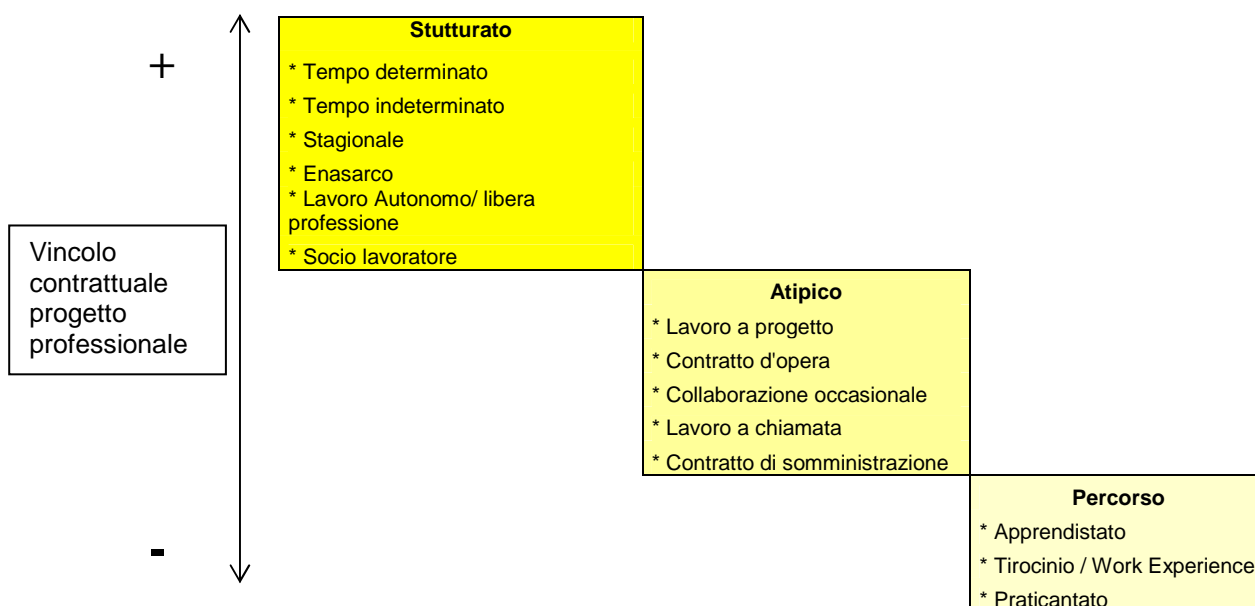 Stutturato
+
* Tempo determinato
* Tempo indeterminato
* Stagionale
* Enasarco
* Lavoro Autonomo/ libera
professione
* Socio lavoratore
Vincolo
contrattuale
progetto
professionale
Atipico
* Lavoro a progetto
* Contratto d'opera
* Collaborazione occasionale
* Lavoro a chiamata
* Contratto di somministrazione
-
Percorso
* Apprendistato
* Tirocinio / Work Experience
* Praticantato